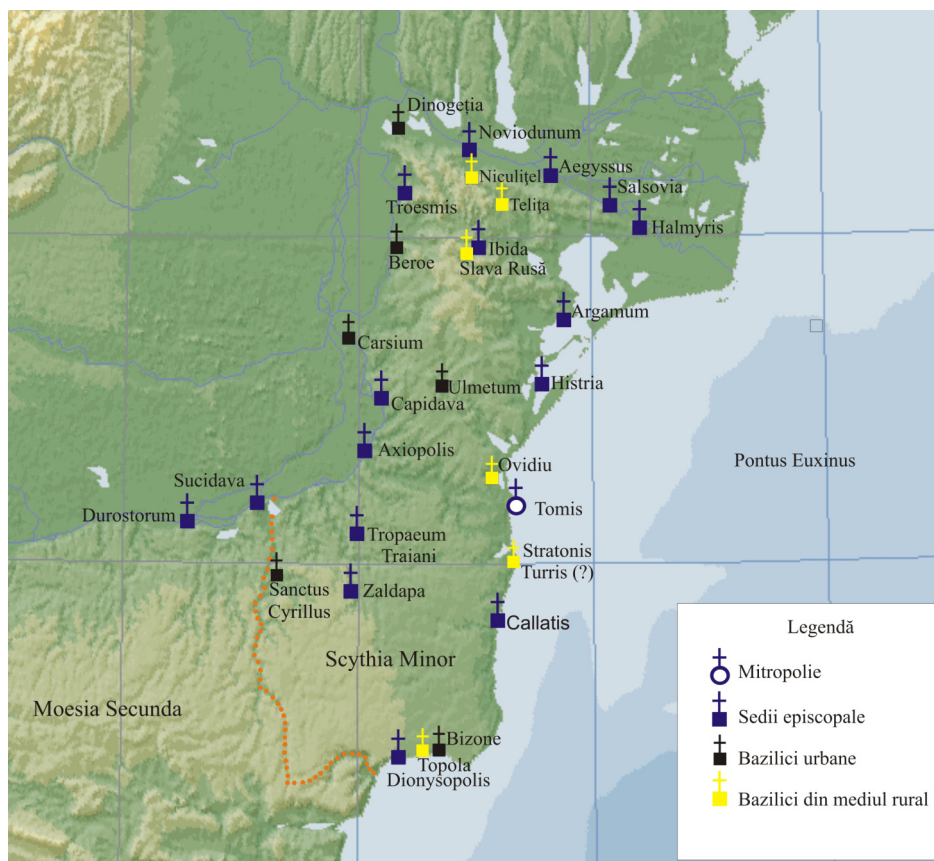 Dinogeția
Noviodunum
Niculițel
Aegyssus
Troesmis
Telița
Salsovia
Halmyris
Beroe
Ibida
Slava Rusă
Argamum
Carsium
Ulmetum
Histria
Capidava
Axiopolis
Ovidiu
Pontus Euxinus
Sucidava
Durostorum
Tomis
Tropaeum
Traiani
Stratonis
Turris (?)
Sanctus
Cyrillus
Zaldapa
Callatis
Scythia Minor
Moesia Secunda
Bizone
Topola
Dionysopolis
Legendă
Mitropolie
Sedii episcopale
Bazilici urbane
Bazilici din mediul rural